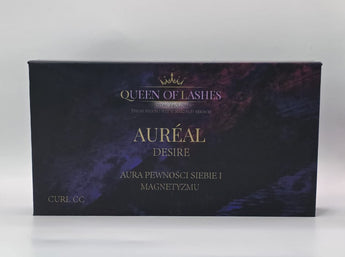 QUEEN OF LASHES
AURÉAL
DESIRE
AURA PEWNOŚCI SIEBIE I
MAGNETYZMU
CURL CC